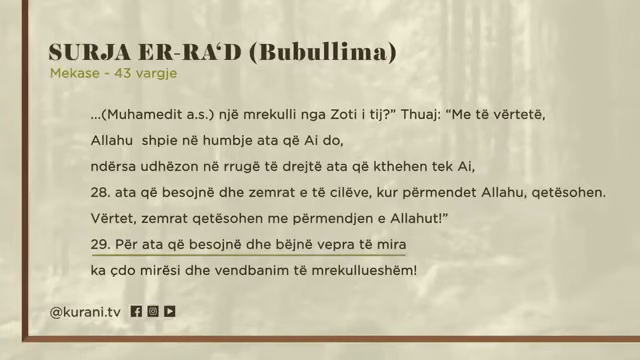 SURJA ER-RA‘D (Bubullima)
Mekase - 43 vargje
...(Muhamedit a.s.) një mrekulli nga Zoti i tij?” Thuaj: “Me të vërtetë,
Allahu shpie në humbje ata që Ai do,
ndërsa udhëzon në rrugë të drejtë ata që kthehen tek Ai,
28. ata që besojnë dhe zemrat e të cilëve, kur përmendet Allahu, qetësohen.
Vërtet, zemrat qetësohen me përmendjen e Allahut!”
29. Për ata që besojnë dhe bëjnë vepra të mira
ka çdo mirësi dhe vendbanim të mrekullueshëm!
@kurani.tv